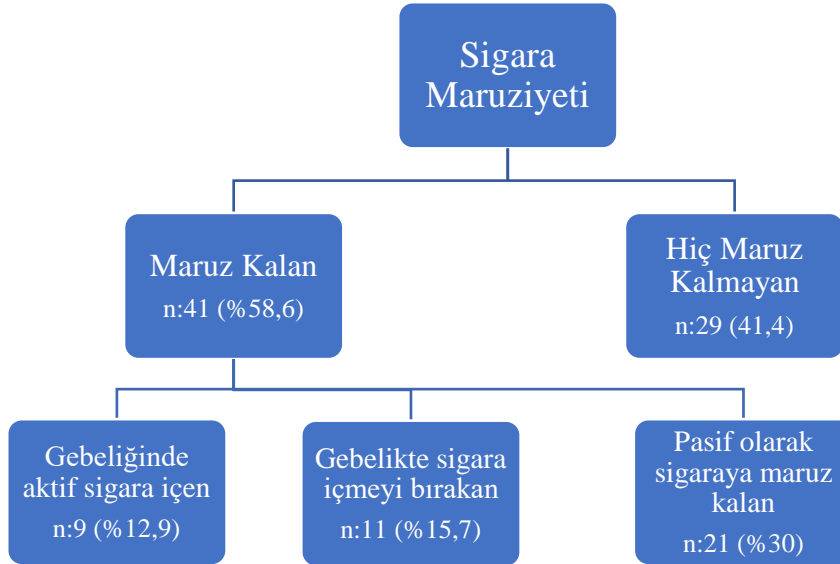 Sigara
Maruziyeti
Maruz Kalan
n:41 (%58,6)
Hiç Maruz
Kalmayan
n:29 (41,4)
Gebeliğinde
aktif sigara içen
n:9 (%12,9)
Gebelikte sigara
içmeyi bırakan
n:11 (%15,7)
Pasif olarak
sigaraya maruz
kalan
n:21 (%30)